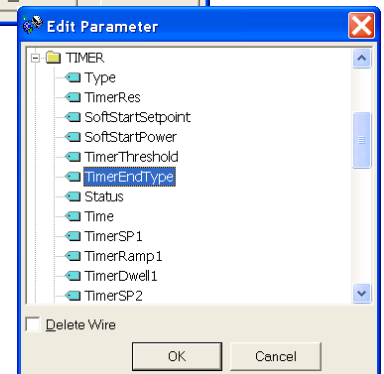 Edit Parameter
TIMER
Type
TimerRes
SoftStartSetpoint
SoftStartPower
TimerThreshold
TimerEndType
Status
Time
TimerSP1
TimerRamp1
TimerDwell1
TimerSP2
Delete Wire
OK Cancel